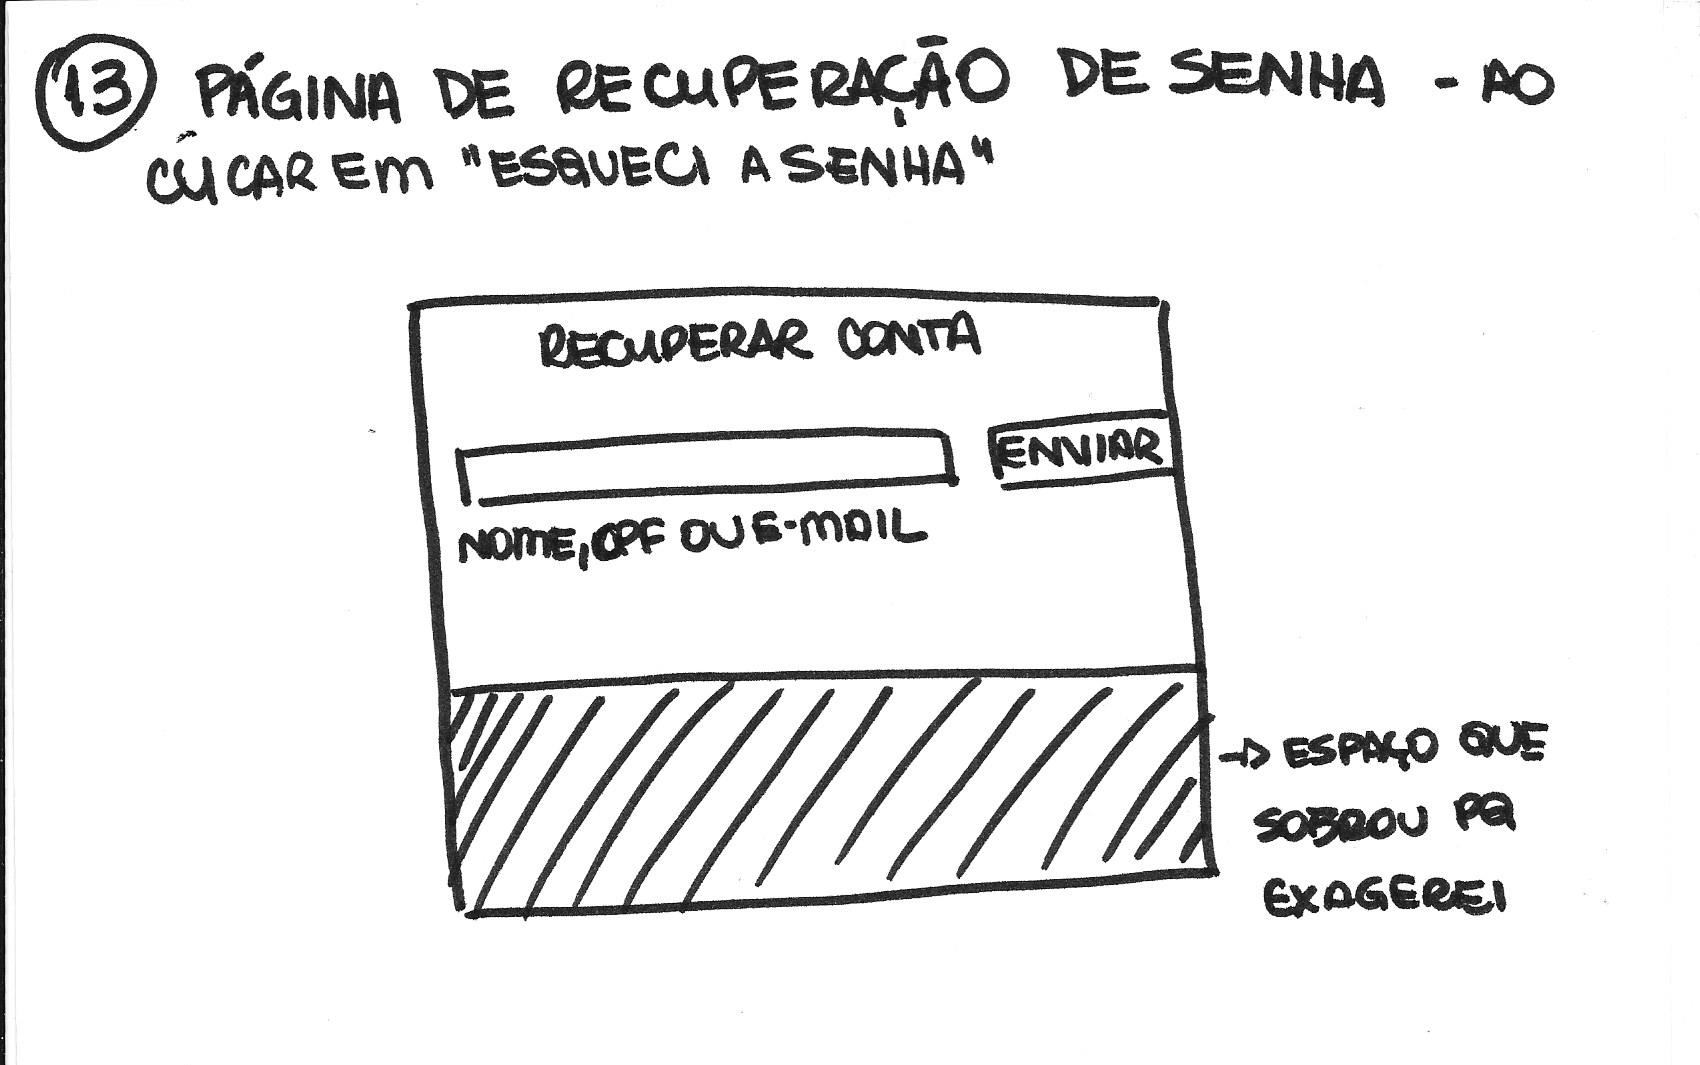 13 PÁGINA DE RECUPERAÇÃO DE SENHA - AO
CLICAR EM "ESQUECI A SENHA"
RECUPERAR CONTA
ENVIAR
NOME, CPF OU E-MAIL
→ ESPAÇO QUE
SOBROU PQ
EXAGEREI